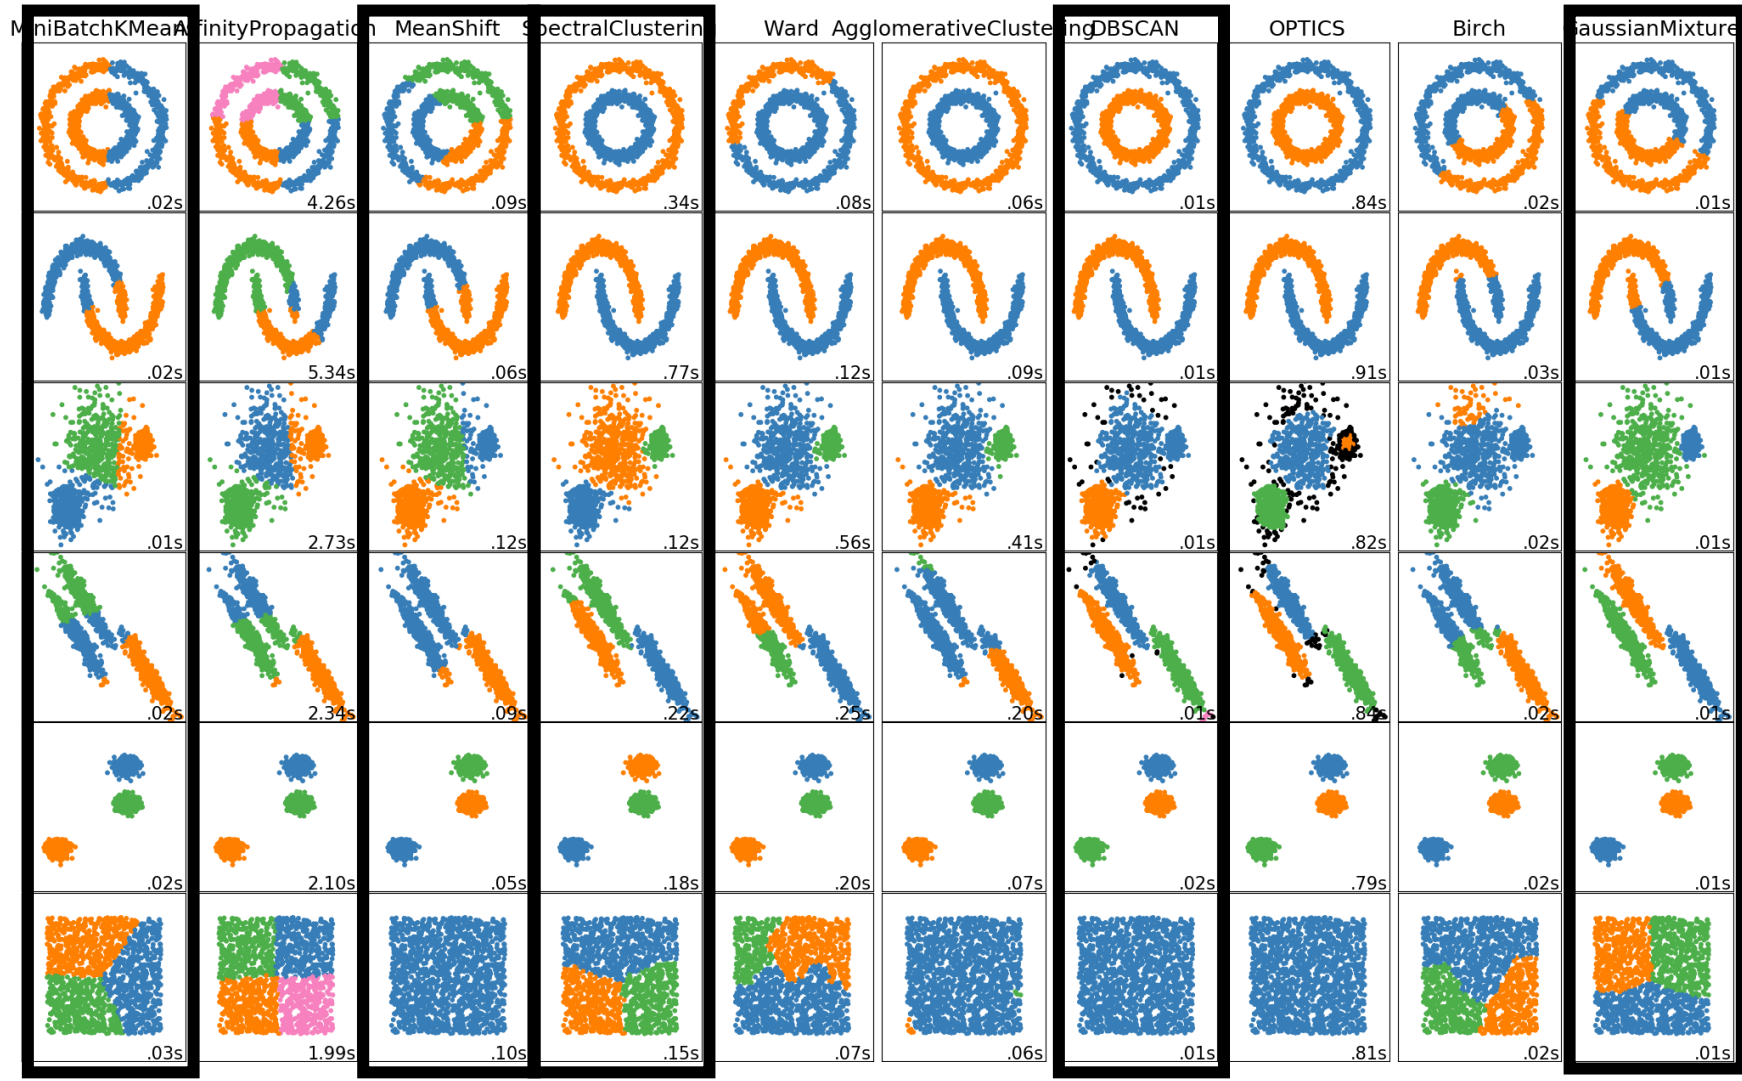 MiniBatchKMeans AffinityPropagation MeanShift SpectralClustering Ward AgglomerativeClustering DBSCAN OPTICS Birch GaussianMixture
.02s 4.26s .09s .34s .08s .06s .01s .84s .02s .01s
.02s 5.34s .06s .77s .12s .09s .01s .91s .03s .01s
.01s 2.73s .12s .12s .56s .41s .01s .82s .02s .01s
.02s 2.34s .09s .22s .25s .20s .01s .84s .02s .01s
.02s 2.10s .05s .18s .20s .07s .02s .79s .02s .01s
.03s 1.99s .10s .15s .07s .06s .01s .81s .02s .01s